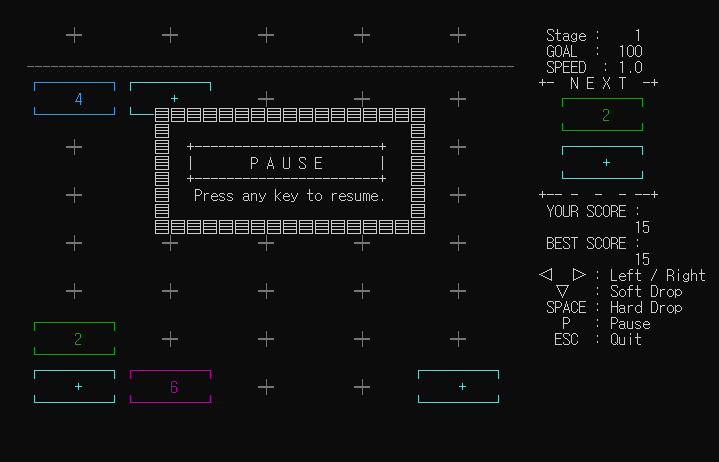 Stage :    1
GOAL  :  100
SPEED  : 1.0
+- N E X T -+
4
+
2
+
+----------------------+
|      P A U S E      |
+----------------------+
Press any key to resume.
+-- -  -  - --+
YOUR SCORE :
15
BEST SCORE :
15
◁ ▷ : Left / Right
▽ : Soft Drop
SPACE : Hard Drop
P : Pause
ESC : Quit
2
+
6
+